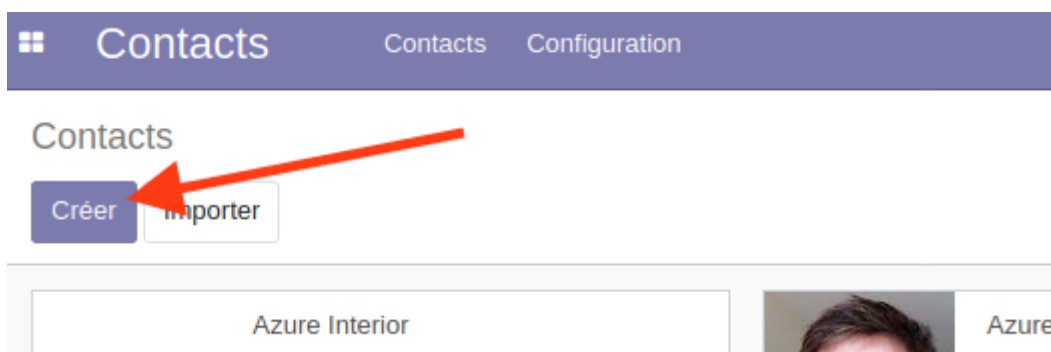 Contacts Contacts Configuration
Contacts
Créer Importer
Azure Interior Azure